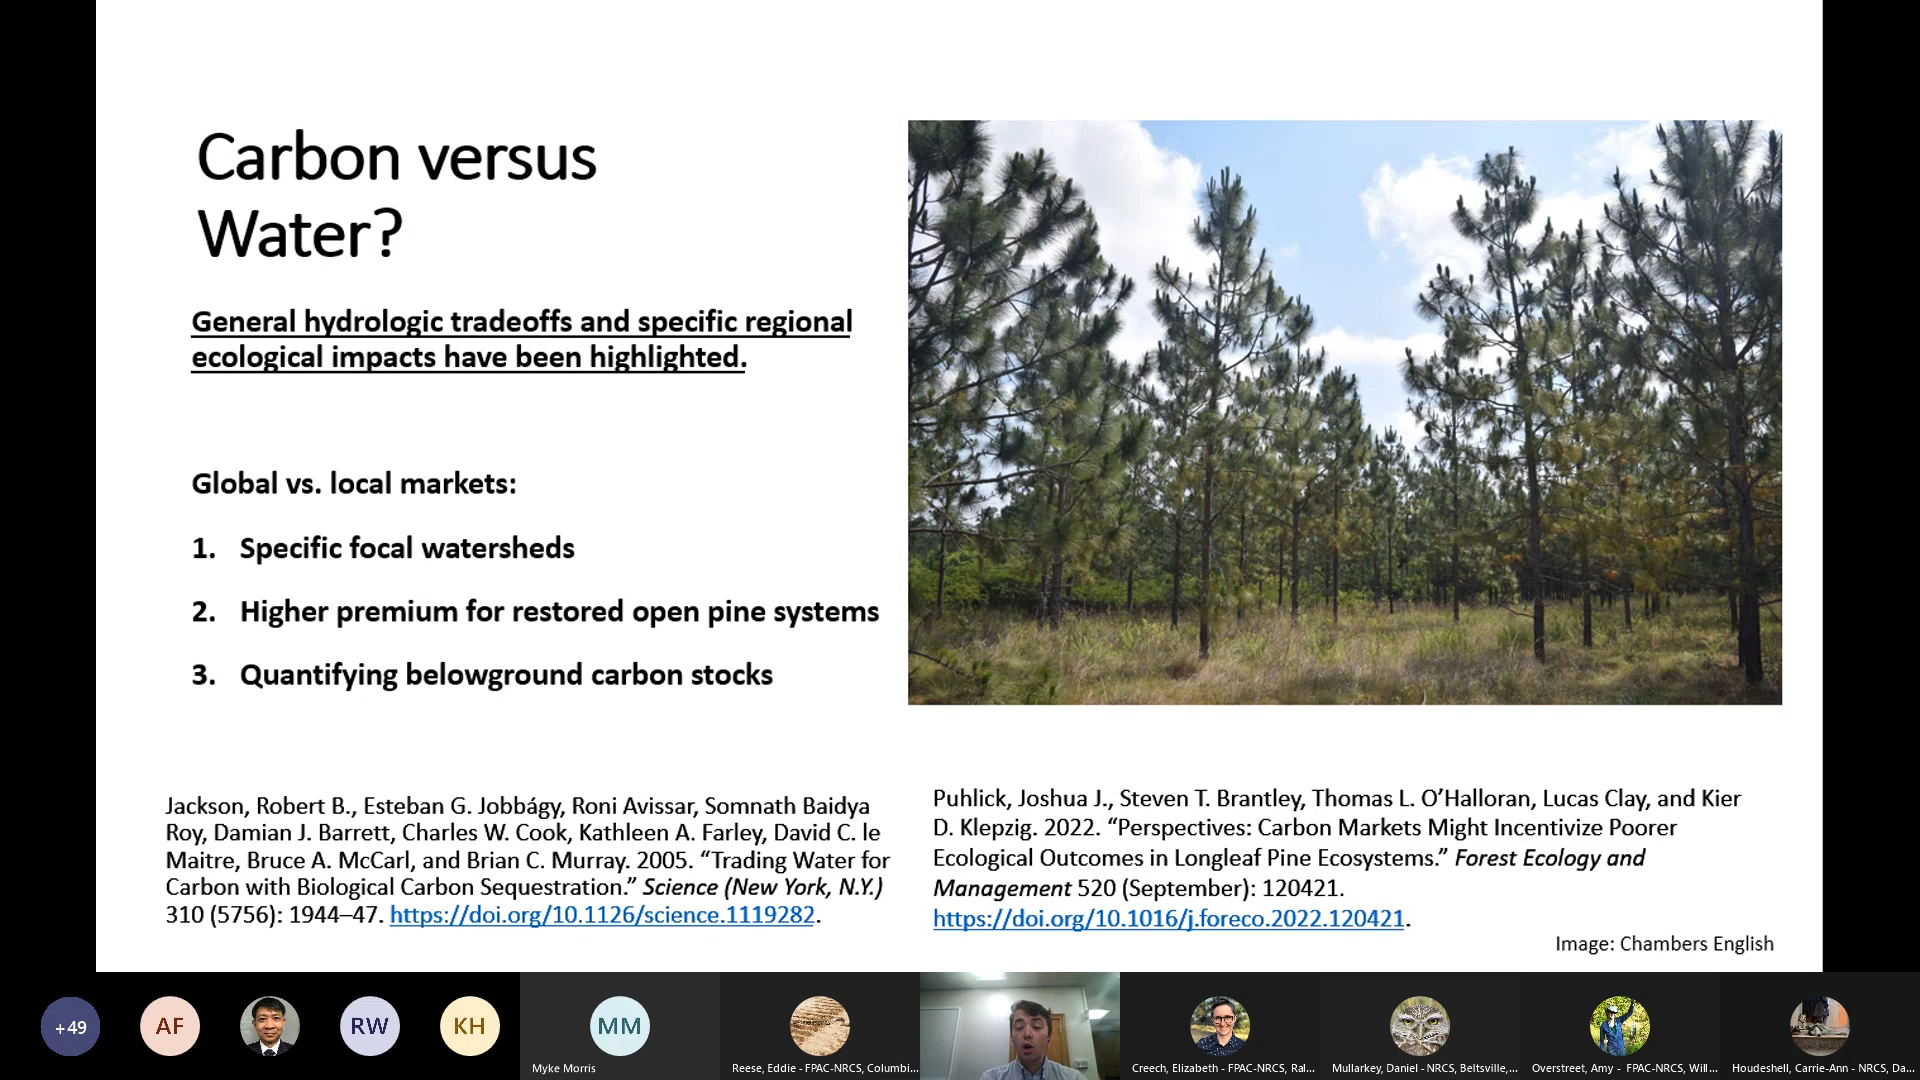 Carbon versus
Water?
General hydrologic tradeoffs and specific regional
ecological impacts have been highlighted.
Global vs. local markets:
1. Specific focal watersheds
2. Higher premium for restored open pine systems
3. Quantifying belowground carbon stocks
Jackson, Robert B., Esteban G. Jobbágy, Roni Avissar, Somnath Baidya
Roy, Damian J. Barrett, Charles W. Cook, Kathleen A. Farley, David C. le
Maitre, Bruce A. McCarl, and Brian C. Murray. 2005. “Trading Water for
Carbon with Biological Carbon Sequestration.” Science (New York, N.Y.)
310 (5756): 1944–47. https://doi.org/10.1126/science.1119282.
Puhlick, Joshua J., Steven T. Brantley, Thomas L. O’Halloran, Lucas Clay, and Kier
D. Klepzig. 2022. “Perspectives: Carbon Markets Might Incentivize Poorer
Ecological Outcomes in Longleaf Pine Ecosystems.” Forest Ecology and
Management 520 (September): 120421.
https://doi.org/10.1016/j.foreco.2022.120421.
Image: Chambers English
+49
AF
RW
KH
MM
Myke Morris
Reese, Eddie - FPAC-NRCS, Columbi...
Creech, Elizabeth - FPAC-NRCS, Ral...
Mullarkey, Daniel - NRCS, Beltsville,...
Overstreet, Amy - FPAC-NRCS, Will...
Houdeshell, Carrie-Ann - NRCS, Da...